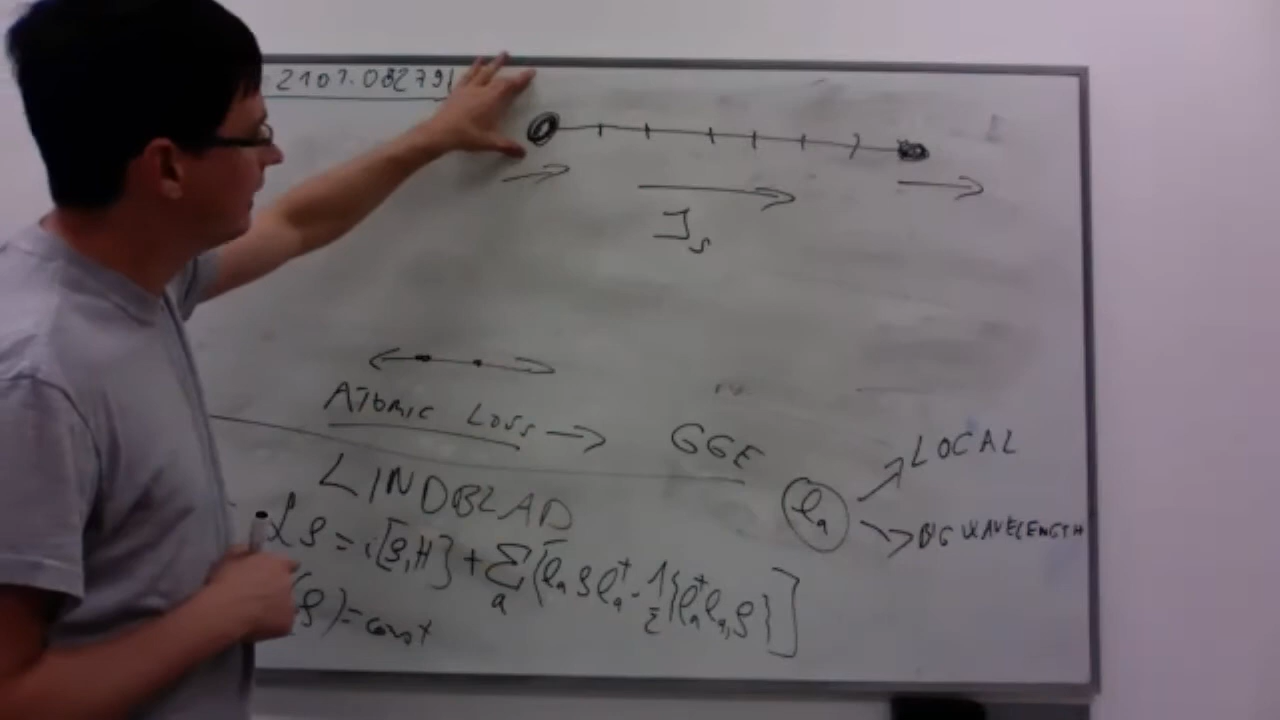 2107.08279
J_s
ATOMIC LOSS → GGE
LINDBLAD
ℓ_a
LOCAL
BIG WAVELENGTH
ℒρ = i[ρ,H] + Σ_a [ℓ_a ρ ℓ_a^† - 1/2 {ℓ_a^† ℓ_a, ρ}]
ρ) = const